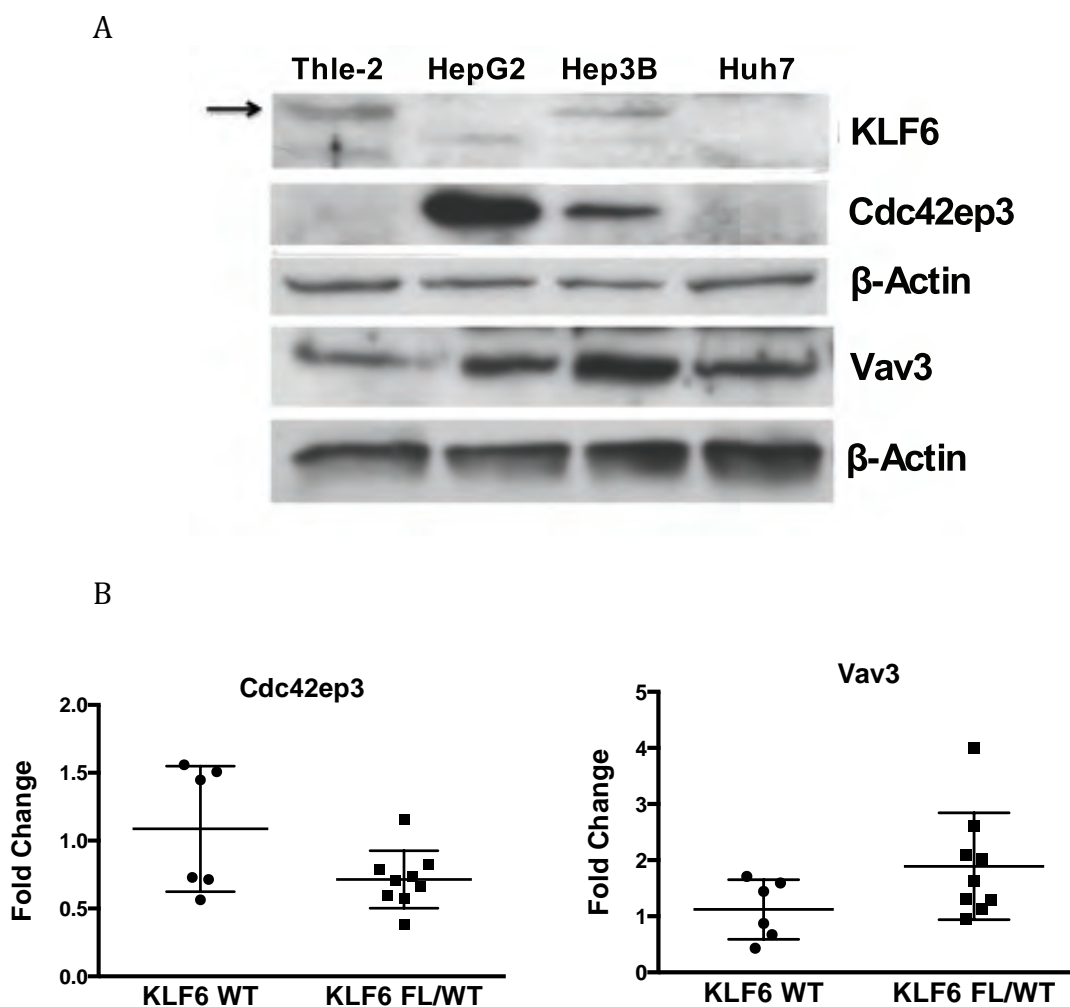 A
Thle-2 HepG2 Hep3B Huh7
KLF6
Cdc42ep3
β-Actin
Vav3
β-Actin
B
Cdc42ep3
Fold Change
2.0
1.5
1.0
0.5
0.0
KLF6 WT KLF6 FL/WT
Vav3
Fold Change
5
4
3
2
1
0
KLF6 WT KLF6 FL/WT